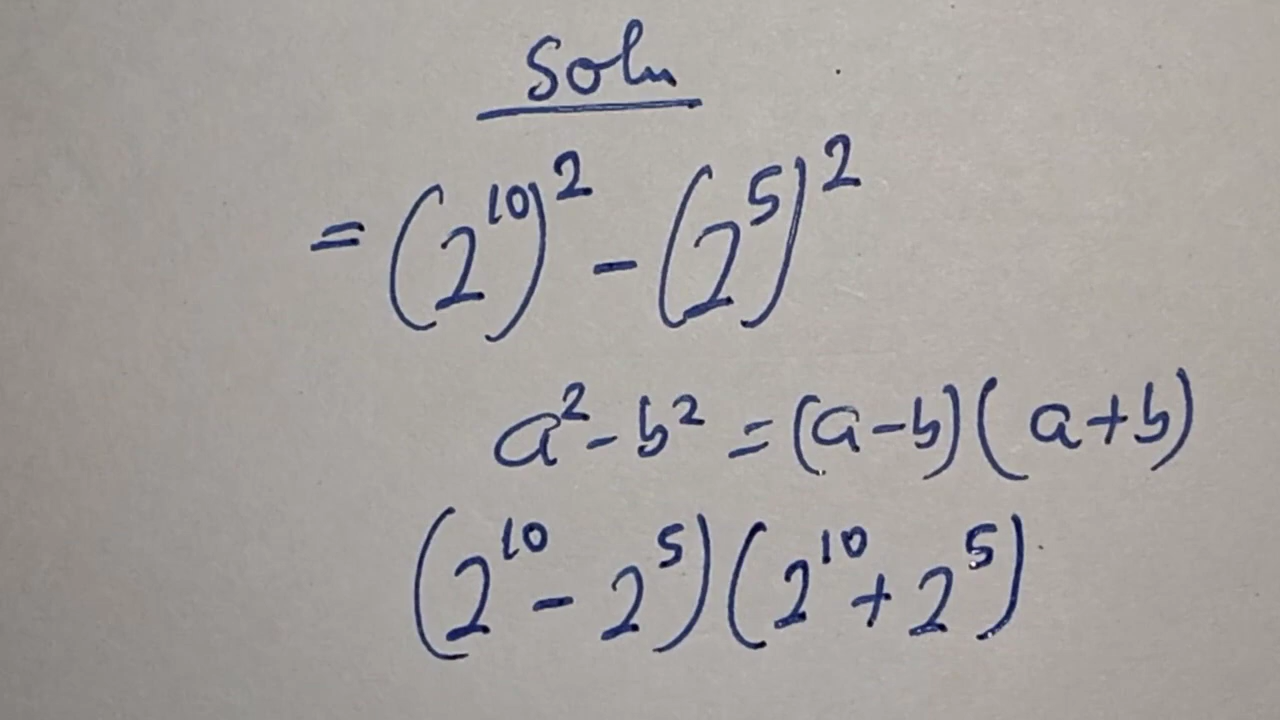 Soln
= (2^10)^2 - (2^5)^2
a^2 - b^2 = (a-b)(a+b)
(2^10 - 2^5)(2^10 + 2^5)